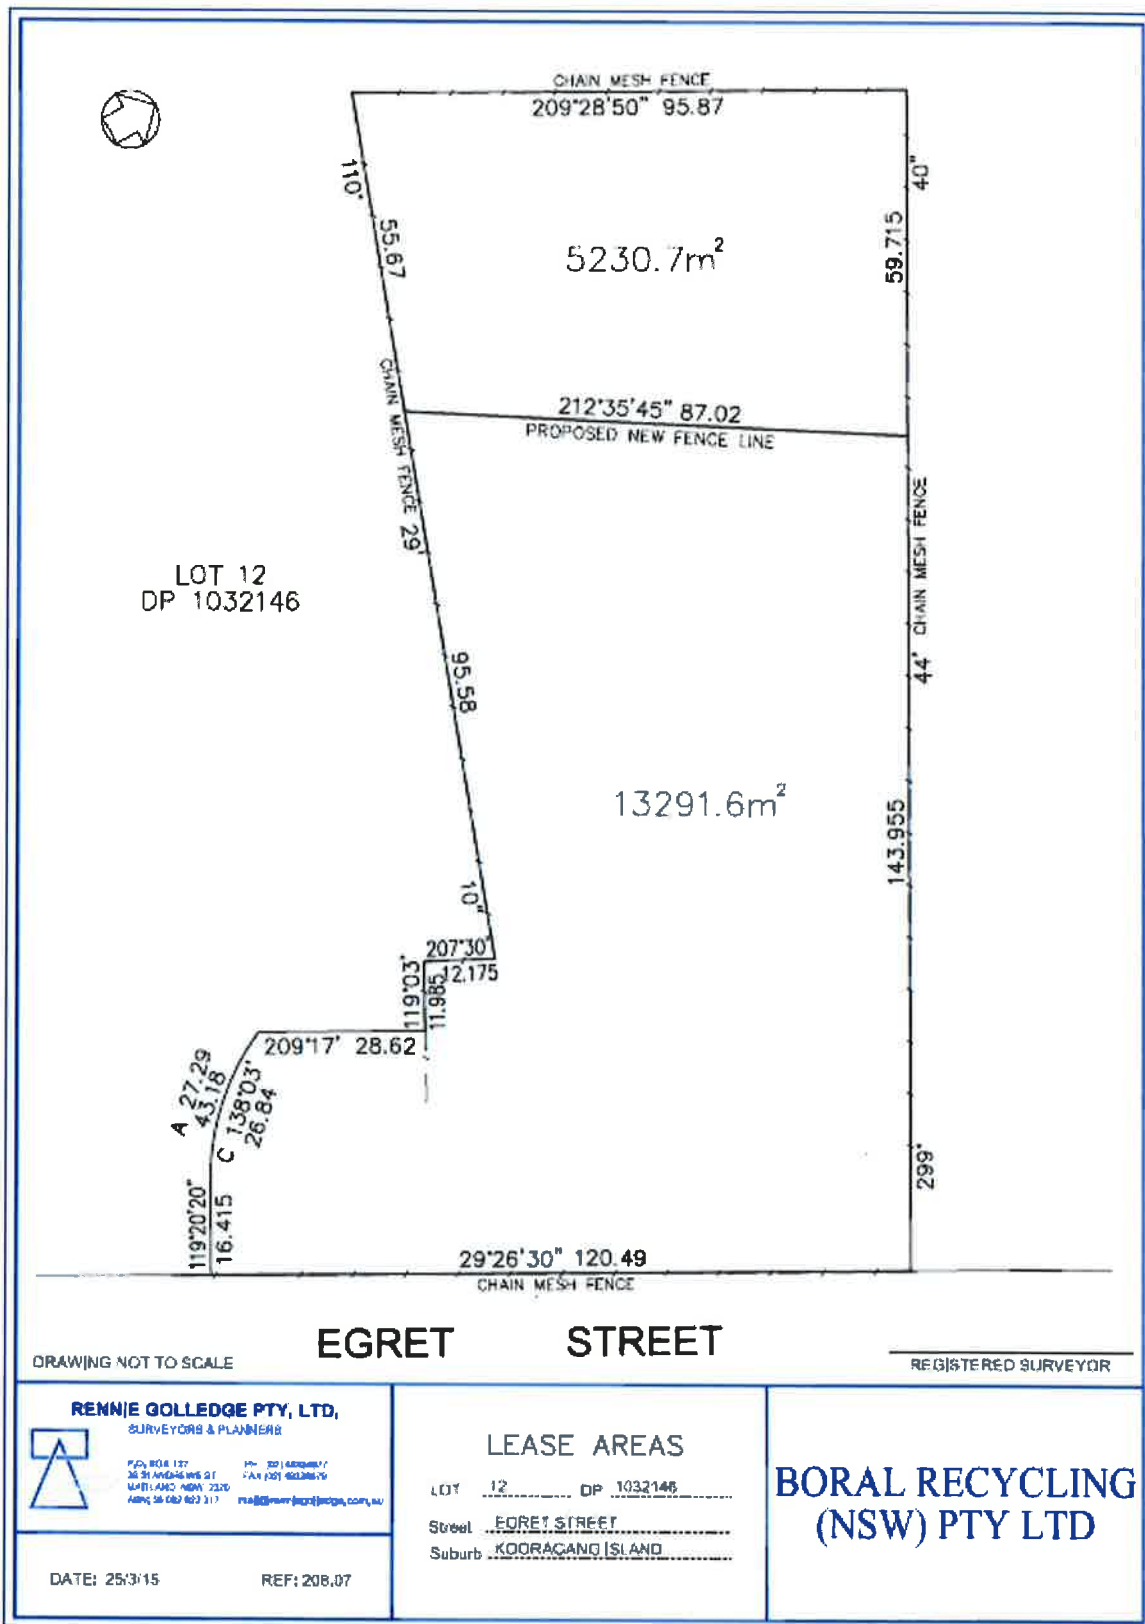 CHAIN MESH FENCE
209°28'50" 95.87
110°
55.67
40"
59.715
5230.7m²
CHAIN MESH FENCE 29'
212°35'45" 87.02
PROPOSED NEW FENCE LINE
44' CHAIN MESH FENCE
LOT 12
DP 1032146
95.58
13291.6m²
143.955
10"
207°30'
12.175
119°03'
11.985
209°17' 28.62
A 27.29
43.18
C 138°03'
26.84
299°
119°20'20"
16.415
29°26'30" 120.49
CHAIN MESH FENCE
EGRET STREET
DRAWING NOT TO SCALE
REGISTERED SURVEYOR
RENNIE GOLLEDGE PTY, LTD,
SURVEYORS & PLANNERS
P.O. BOX 137
MAITLAND NSW 2320
DATE: 25/3/15
REF: 208.07
LEASE AREAS
LOT 12 DP 1032146
Street EGRET STREET
Suburb KOORAGANG ISLAND
BORAL RECYCLING
(NSW) PTY LTD